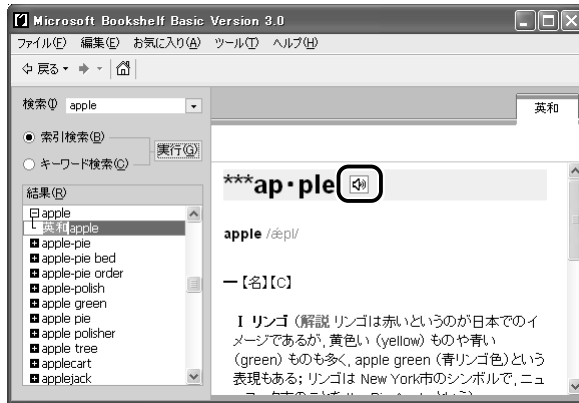 Microsoft Bookshelf Basic Version 3.0
ファイル(F) 編集(E) お気に入り(A) ツール(T) ヘルプ(H)
戻る
検索(I) apple
英和
索引検索(B)
キーワード検索(C)
実行(G)
結果(R)
apple
英和apple
apple-pie
apple-pie bed
apple-pie order
apple-polish
apple green
apple pie
apple polisher
apple tree
applecart
applejack
***ap・ple
apple /ǽpl/
━【名】【C】
I リンゴ (解説 リンゴは赤いというのが日本でのイ
メージであるが, 黄色い (yellow) ものや青い
(green) ものも多く, apple green (青リンゴ色)という
表現もある; リンゴは New York市のシンボルで, ニュ